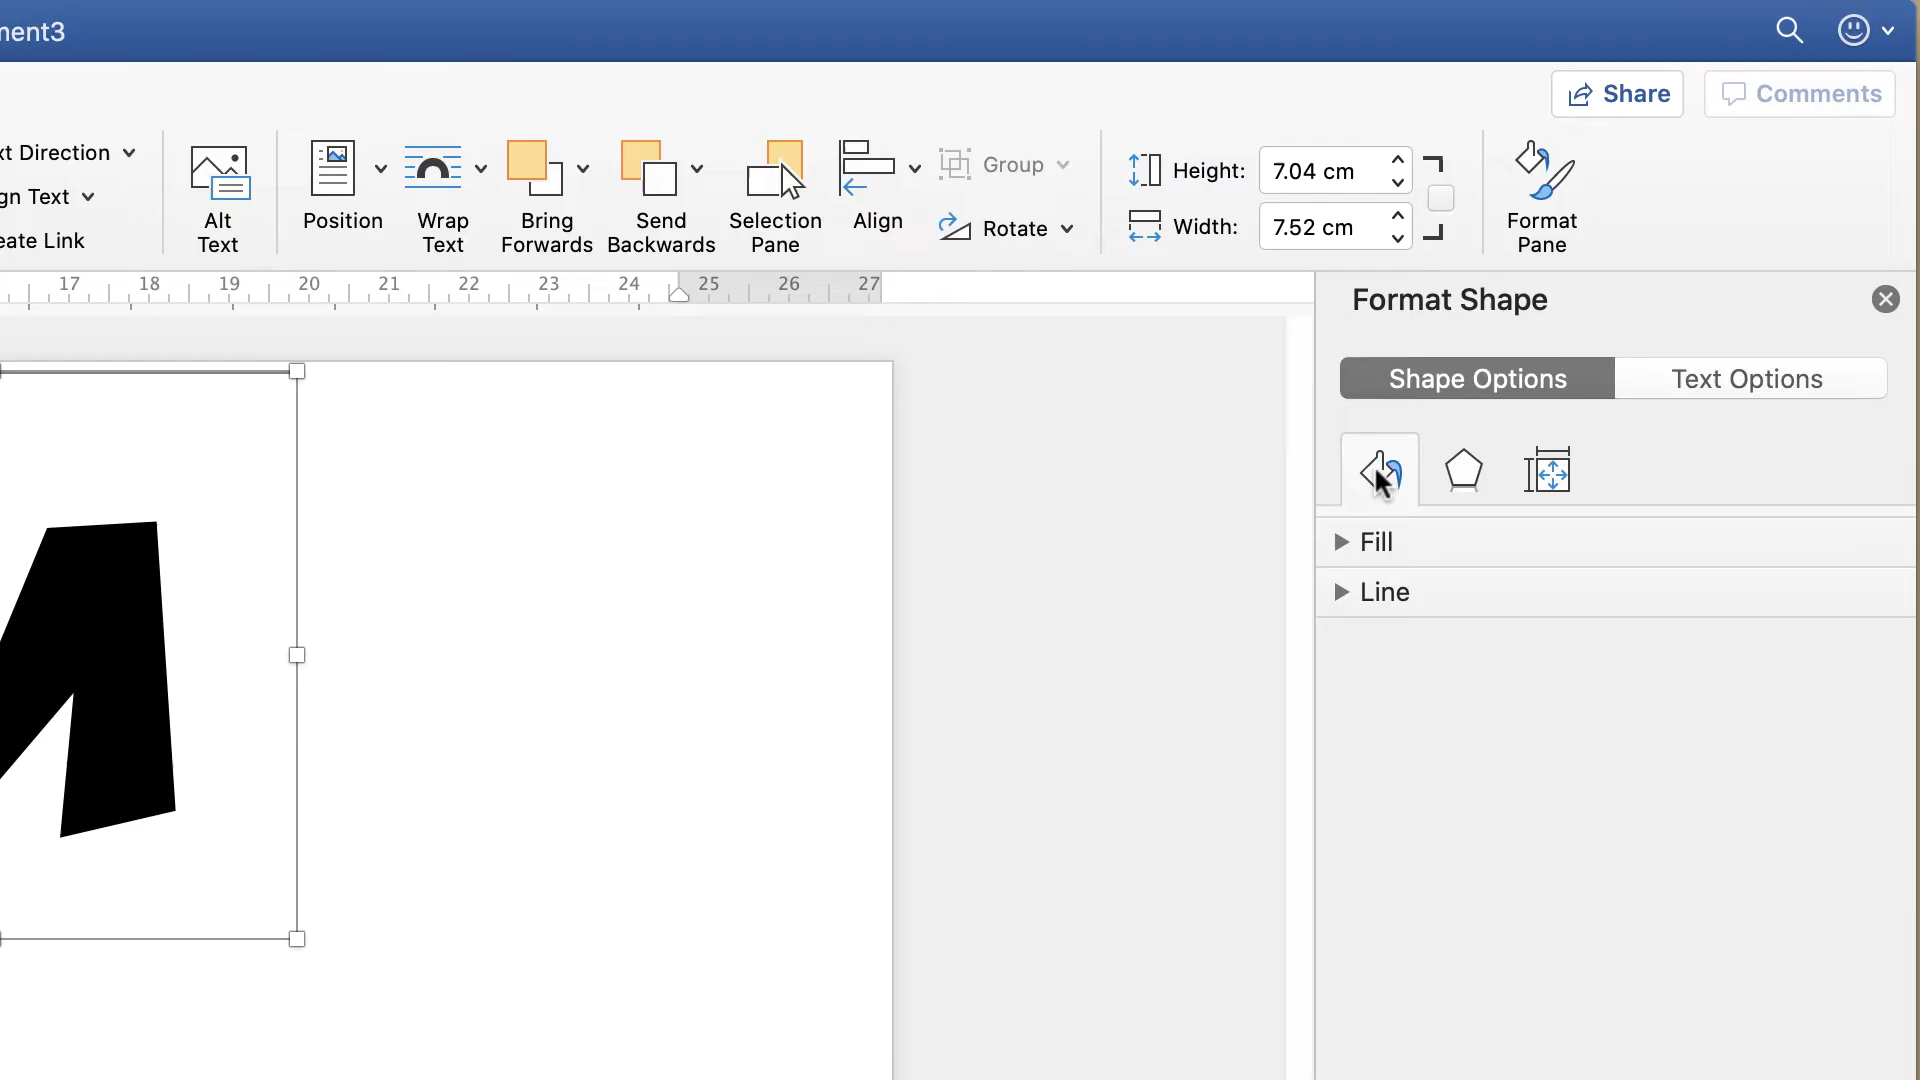 ment3
Share
Comments
xt Direction
gn Text
eate Link
Alt
Text
Position
Wrap
Text
Bring
Forwards
Send
Backwards
Selection
Pane
Align
Group
Rotate
Height:
7.04 cm
Width:
7.52 cm
Format
Pane
17 18 19 20 21 22 23 24 25 26 27
Format Shape
Shape Options
Text Options
Fill
Line